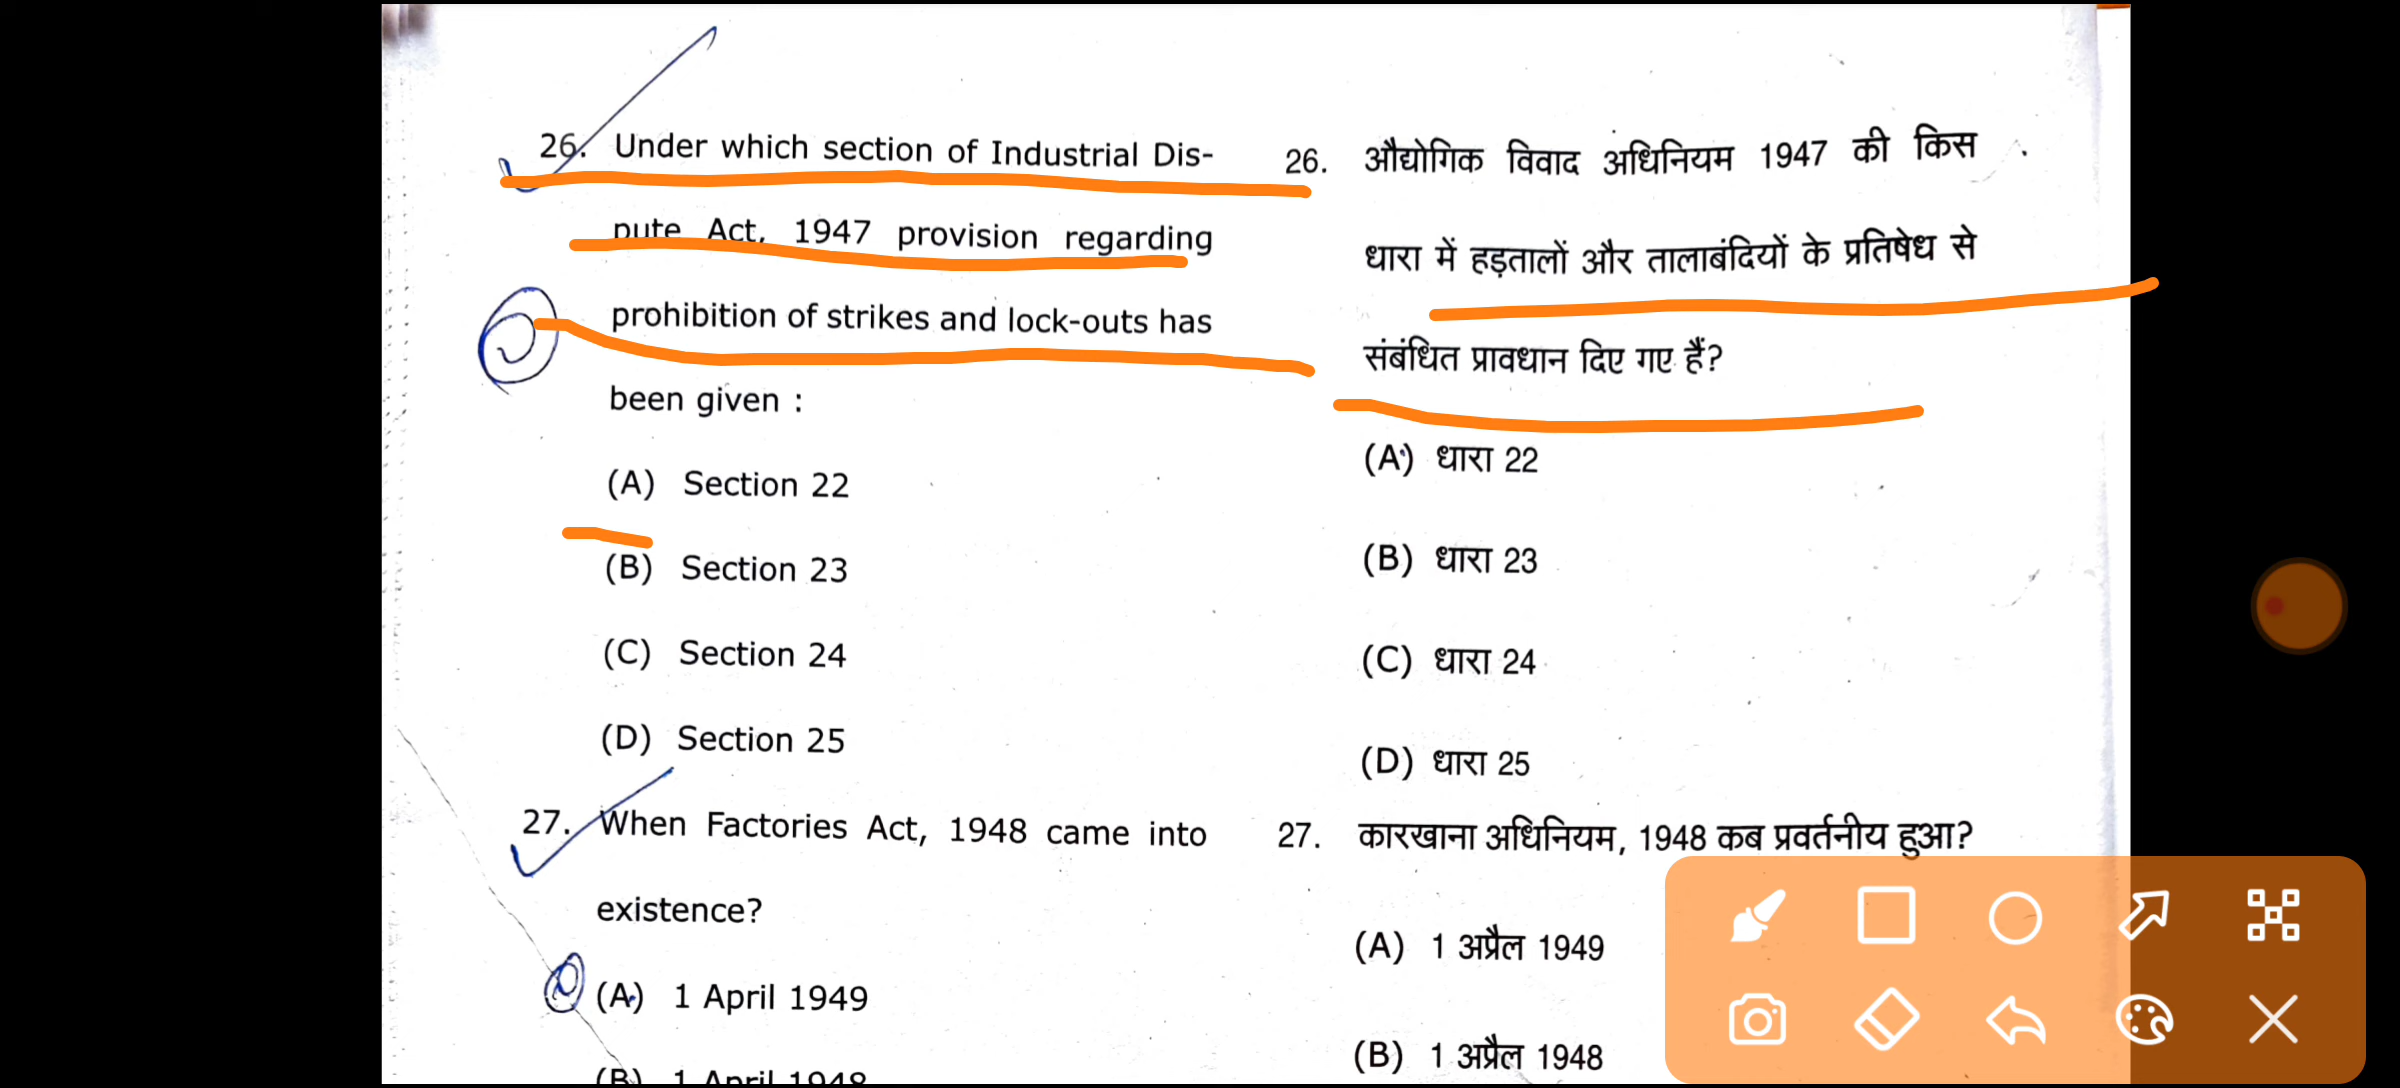 26. Under which section of Industrial Dis-
pute Act, 1947 provision regarding
prohibition of strikes and lock-outs has
been given :
(A) Section 22
(B) Section 23
(C) Section 24
(D) Section 25
27. When Factories Act, 1948 came into
existence?
(A) 1 April 1949
(B) 1 April 1948
26. औद्योगिक विवाद अधिनियम 1947 की किस
धारा में हड़तालों और तालाबंदियों के प्रतिषेध से
संबंधित प्रावधान दिए गए हैं?
(A) धारा 22
(B) धारा 23
(C) धारा 24
(D) धारा 25
27. कारखाना अधिनियम, 1948 कब प्रवर्तनीय हुआ?
(A) 1 अप्रैल 1949
(B) 1 अप्रैल 1948